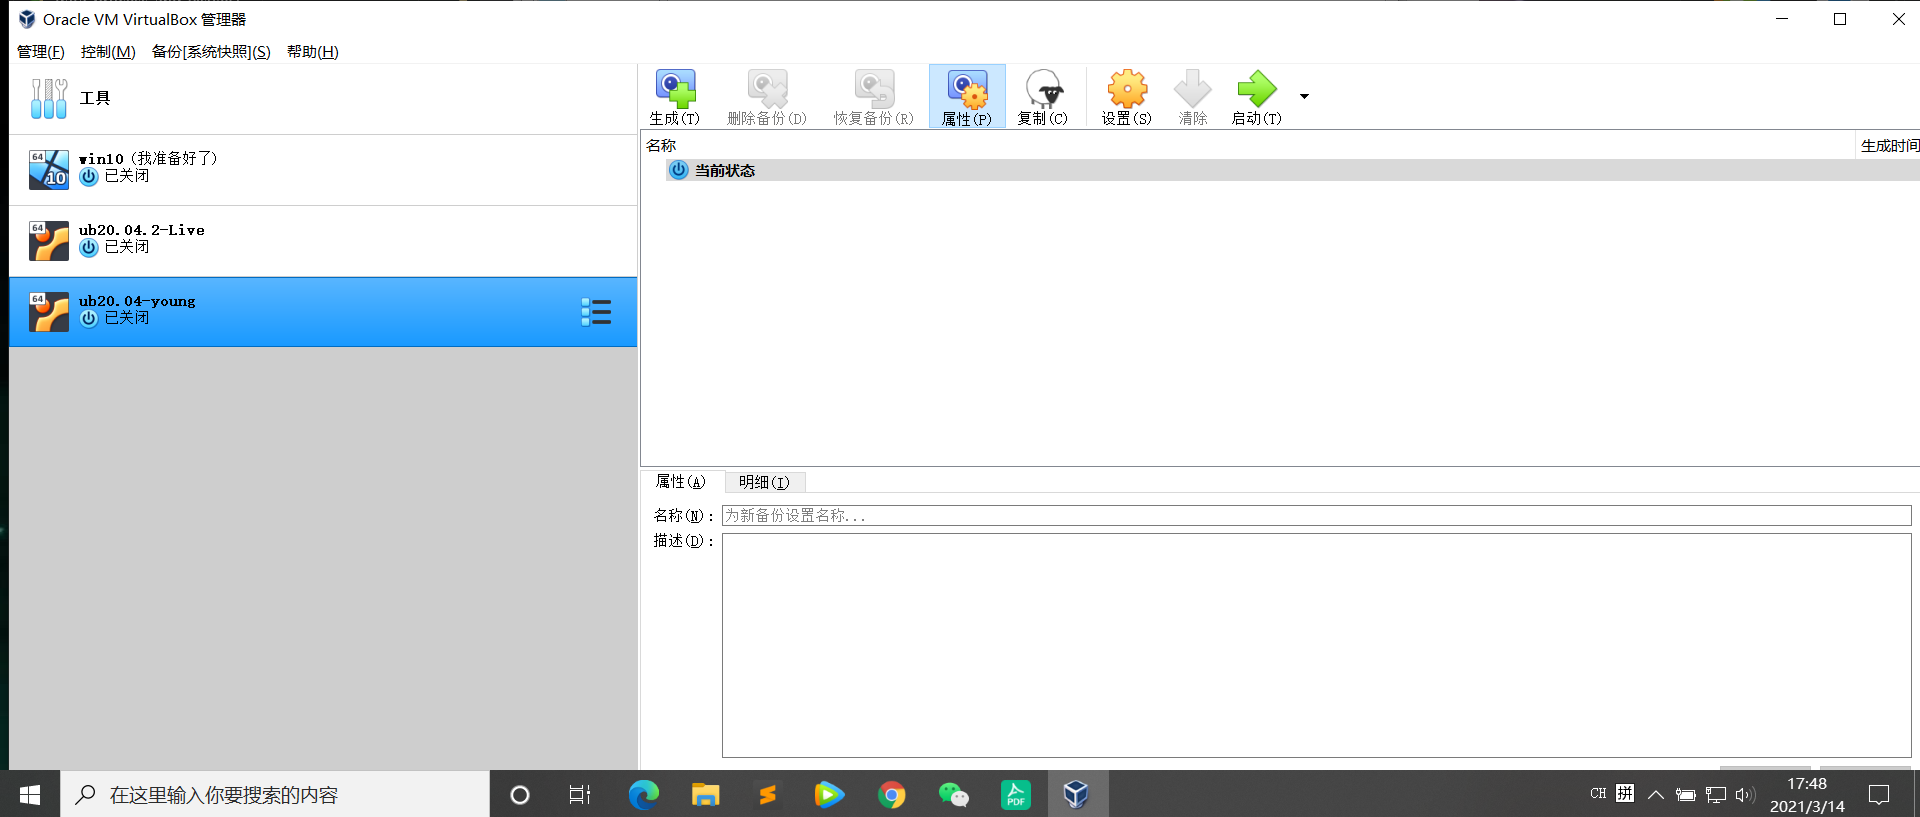 Oracle VM VirtualBox 管理器
管理(F) 控制(M) 备份[系统快照](S) 帮助(H)
工具
生成(T) 删除备份(D) 恢复备份(R) 属性(P) 复制(C) 设置(S) 清除 启动(T)
名称 生成时间
当前状态
64
10
win10 (我准备好了)
已关闭
64
ub20.04.2-Live
已关闭
64
ub20.04-young
已关闭
属性(A) 明细(I)
名称(N): 为新备份设置名称...
描述(D):
在这里输入你要搜索的内容
PDF
CH 拼
17:48
2021/3/14